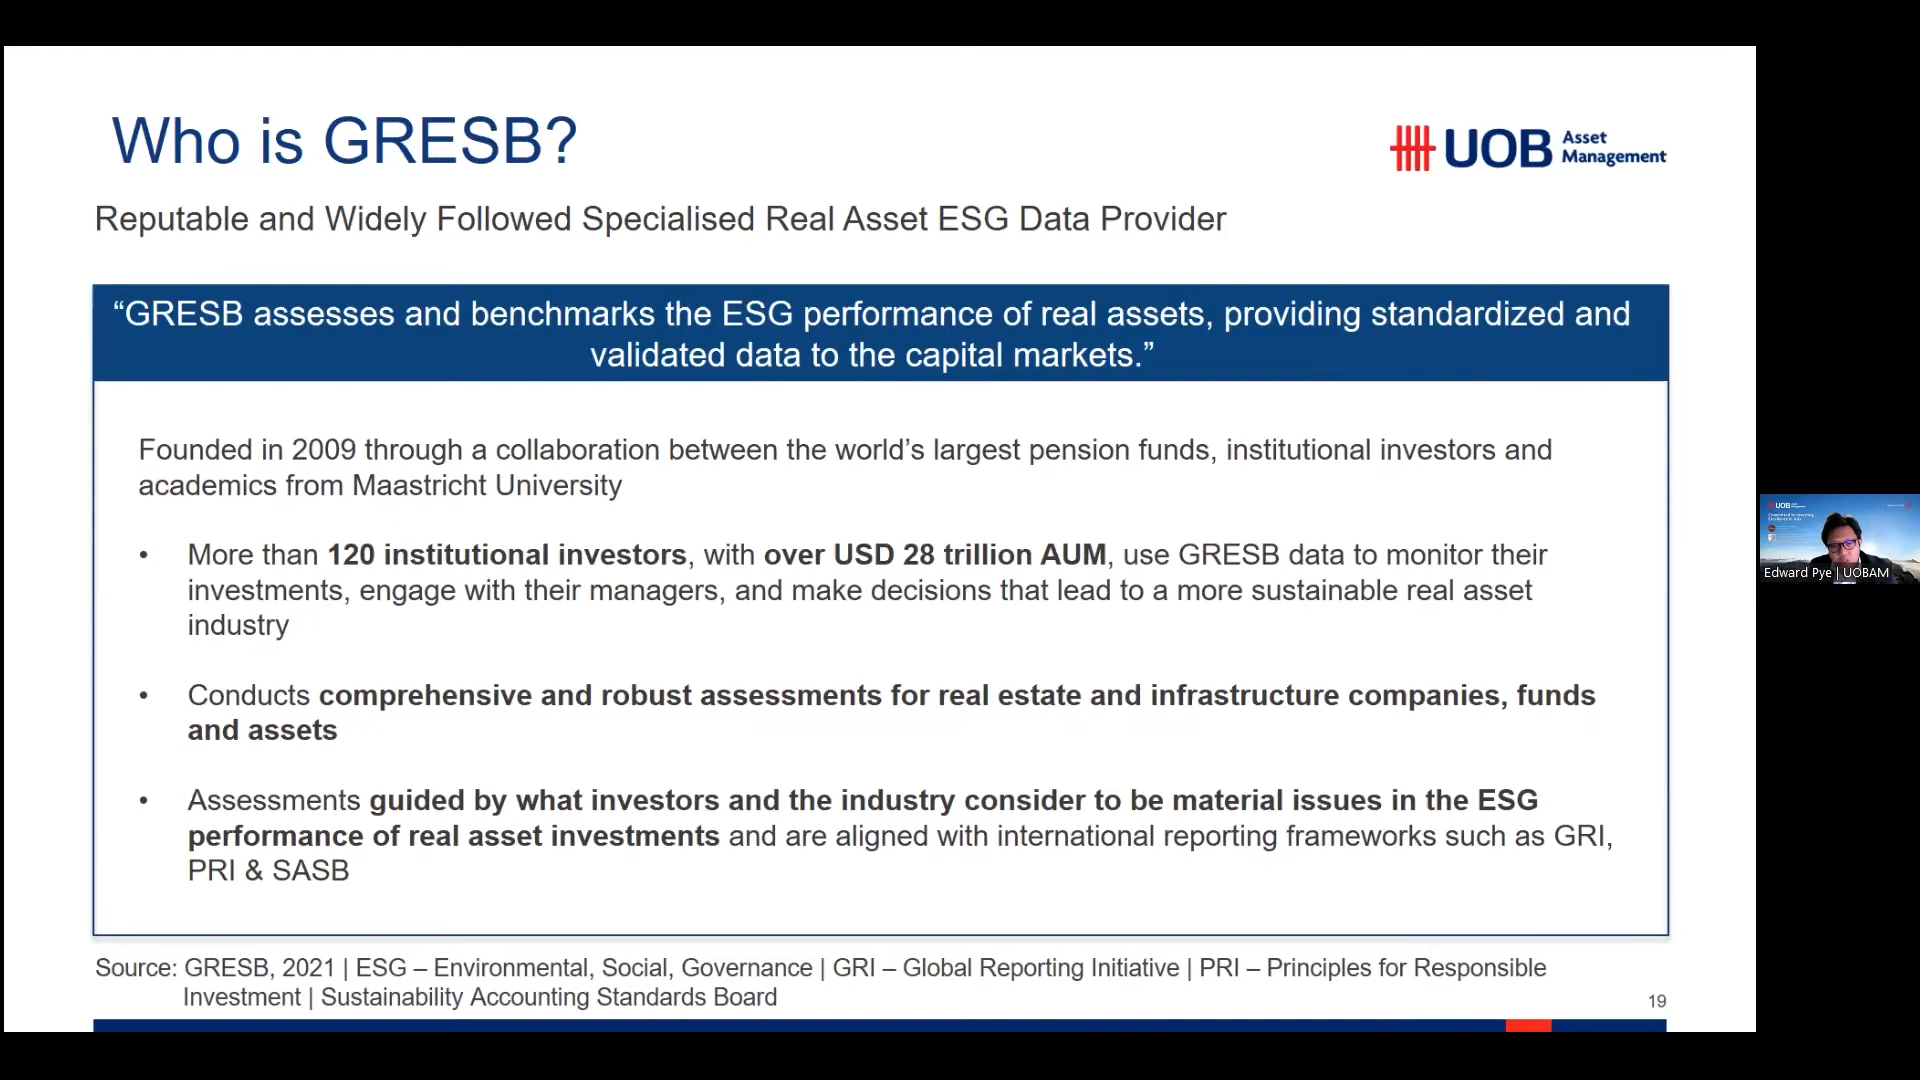 Who is GRESB?
UOB Asset Management
Reputable and Widely Followed Specialised Real Asset ESG Data Provider
“GRESB assesses and benchmarks the ESG performance of real assets, providing standardized and
validated data to the capital markets.”
Founded in 2009 through a collaboration between the world’s largest pension funds, institutional investors and
academics from Maastricht University
• More than 120 institutional investors, with over USD 28 trillion AUM, use GRESB data to monitor their
investments, engage with their managers, and make decisions that lead to a more sustainable real asset
industry
• Conducts comprehensive and robust assessments for real estate and infrastructure companies, funds
and assets
• Assessments guided by what investors and the industry consider to be material issues in the ESG
performance of real asset investments and are aligned with international reporting frameworks such as GRI,
PRI & SASB
Source: GRESB, 2021 | ESG – Environmental, Social, Governance | GRI – Global Reporting Initiative | PRI – Principles for Responsible
Investment | Sustainability Accounting Standards Board
19
UOB
Edward Pye | UOBAM